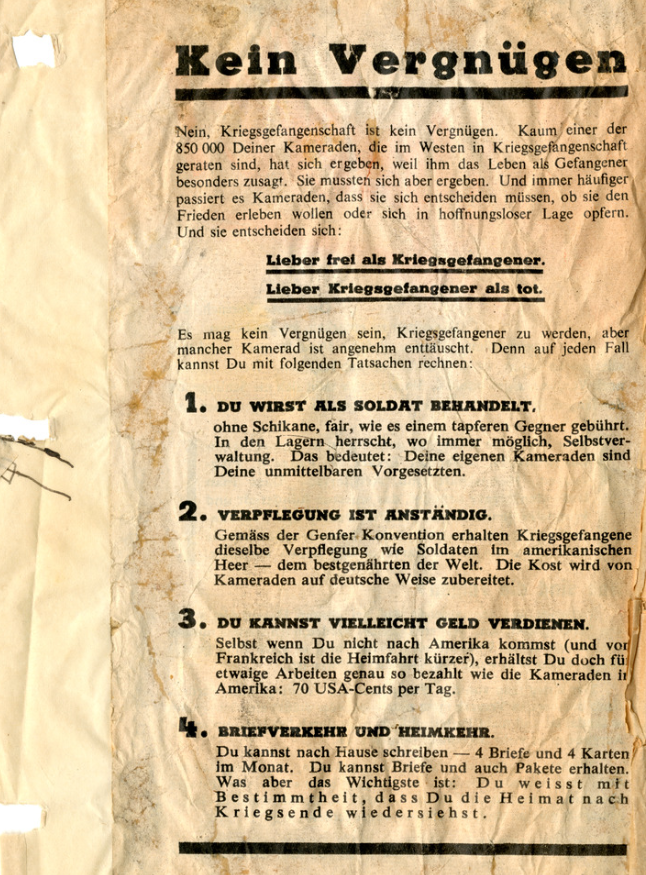 Kein Vergnügen
Nein, Kriegsgefangenschaft ist kein Vergnügen. Kaum einer der
850 000 Deiner Kameraden, die im Westen in Kriegsgefangenschaft
geraten sind, hat sich ergeben, weil ihm das Leben als Gefangener
besonders zusagt. Sie mussten sich aber ergeben. Und immer häufiger
passiert es Kameraden, dass sie sich entscheiden müssen, ob sie den
Frieden erleben wollen oder sich in hoffnungsloser Lage opfern.
Und sie entscheiden sich:
Lieber frei als Kriegsgefangener.
Lieber Kriegsgefangener als tot.
Es mag kein Vergnügen sein, Kriegsgefangener zu werden, aber
mancher Kamerad ist angenehm enttäuscht. Denn auf jeden Fall
kannst Du mit folgenden Tatsachen rechnen:
1. DU WIRST ALS SOLDAT BEHANDELT,
ohne Schikane, fair, wie es einem tapferen Gegner gebührt.
In den Lagern herrscht, wo immer möglich, Selbstver-
waltung. Das bedeutet: Deine eigenen Kameraden sind
Deine unmittelbaren Vorgesetzten.
2. VERPFLEGUNG IST ANSTÄNDIG.
Gemäss der Genfer Konvention erhalten Kriegsgefangene
dieselbe Verpflegung wie Soldaten im amerikanischen
Heer — dem bestgenährten der Welt. Die Kost wird von
Kameraden auf deutsche Weise zubereitet.
3. DU KANNST VIELLEICHT GELD VERDIENEN.
Selbst wenn Du nicht nach Amerika kommst (und von
Frankreich ist die Heimfahrt kürzer), erhältst Du doch für
etwaige Arbeiten genau so bezahlt wie die Kameraden in
Amerika: 70 USA-Cents per Tag.
4. BRIEFVERKEHR UND HEIMKEHR.
Du kannst nach Hause schreiben — 4 Briefe und 4 Karten
im Monat. Du kannst Briefe und auch Pakete erhalten.
Was aber das Wichtigste ist: Du weisst mit
Bestimmtheit, dass Du die Heimat nach
Kriegsende wiedersiehst.